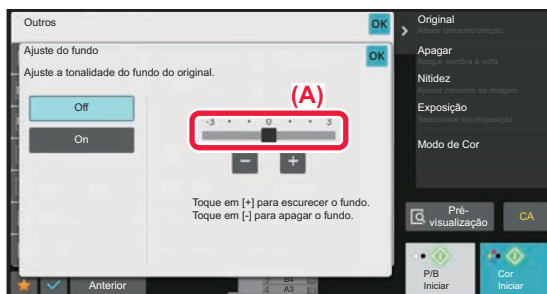 Outros
OK
Ajuste do fundo
OK
Ajuste a tonalidade do fundo do original.
Off
On
(A)
-3 • • 0 • • 3
-
+
Toque em [+] para escurecer o fundo.
Toque em [-] para apagar o fundo.
Anterior
B4
A3
Original
Alterar tamanho/direção.
Apagar
Apagar sombra à volta
Nitidez
Ajustar contorno da imagem
Exposição
Selecionar tipo/exposição
Modo de Cor
Pré-
visualização
CA
P/B
Iniciar
Cor
Iniciar